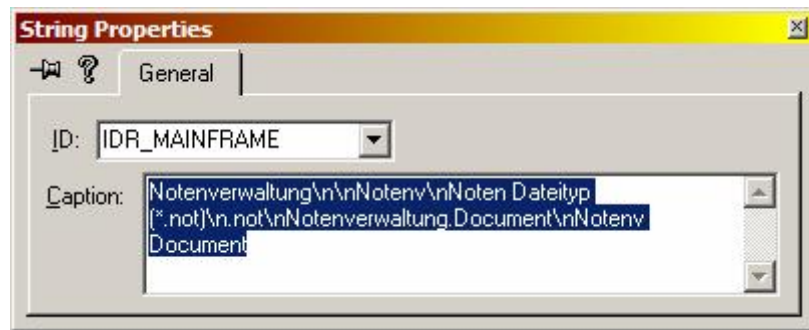 String Properties
General
ID: IDR_MAINFRAME
Caption: Notenverwaltung\n\nNotenv\nNoten Dateityp
(*.not)\n.not\nNotenverwaltung.Document\nNotenv
Document